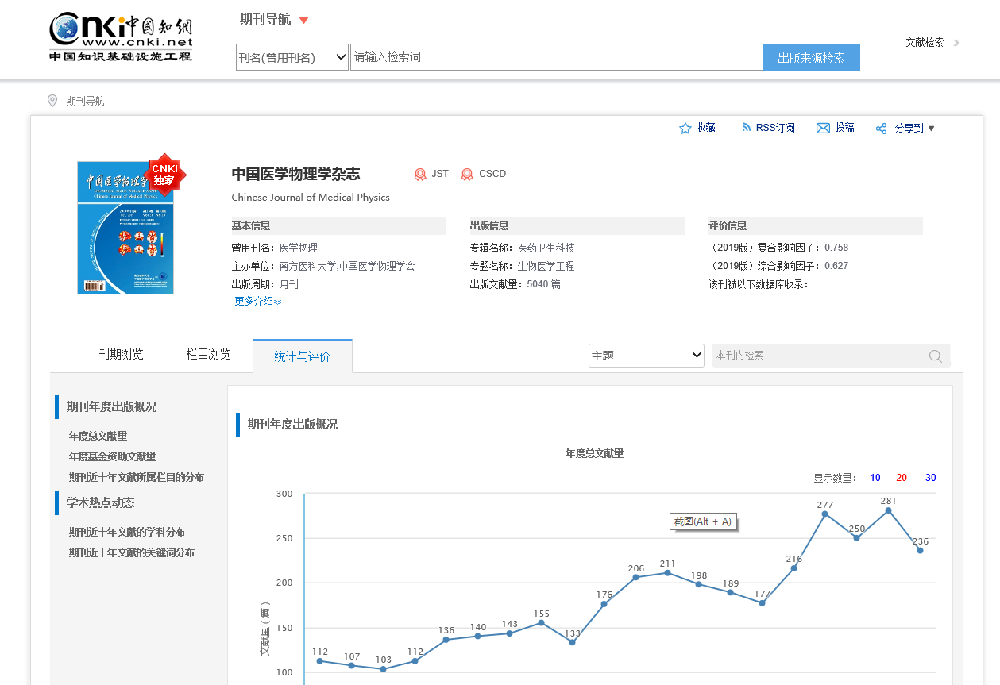 Cnki中国知网
www.cnki.net
中国知识基础设施工程
期刊导航
刊名(曾用刊名)
请输入检索词
出版来源检索
文献检索
期刊导航
收藏
RSS订阅
投稿
分享到
CNKI
独家
中国医学物理学
Chinese Journal of Medical Physics
中国医学物理学杂志
JST
CSCD
Chinese Journal of Medical Physics
基本信息
曾用刊名：医学物理
主办单位：南方医科大学;中国医学物理学会
出版周期：月刊
更多介绍
出版信息
专辑名称：医药卫生科技
专题名称：生物医学工程
出版文献量：5040 篇
评价信息
（2019版）复合影响因子：0.758
（2019版）综合影响因子：0.627
该刊被以下数据库收录：
刊期浏览
栏目浏览
统计与评价
主题
本刊内检索
期刊年度出版概况
年度总文献量
年度基金资助文献量
期刊近十年文献所属栏目的分布
学术热点动态
期刊近十年文献的学科分布
期刊近十年文献的关键词分布
期刊年度出版概况
年度总文献量
显示数量： 10 20 30
截图(Alt + A)
文献量（篇）
300
250
200
150
100
112
107
103
112
136
140
143
155
133
176
206
211
198
189
177
216
277
250
281
236